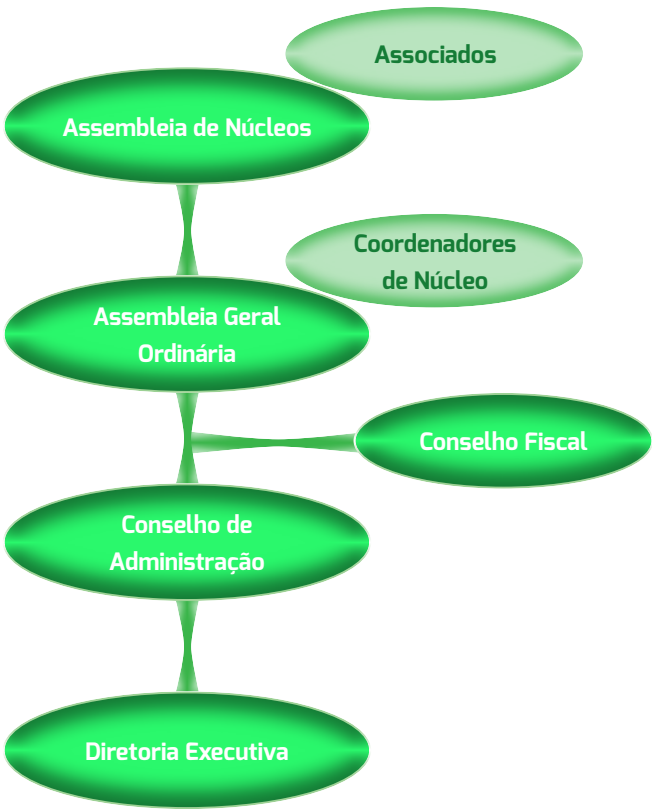 Associados
Assembleia de Núcleos
Coordenadores
de Núcleo
Assembleia Geral
Ordinária
Conselho Fiscal
Conselho de
Administração
Diretoria Executiva